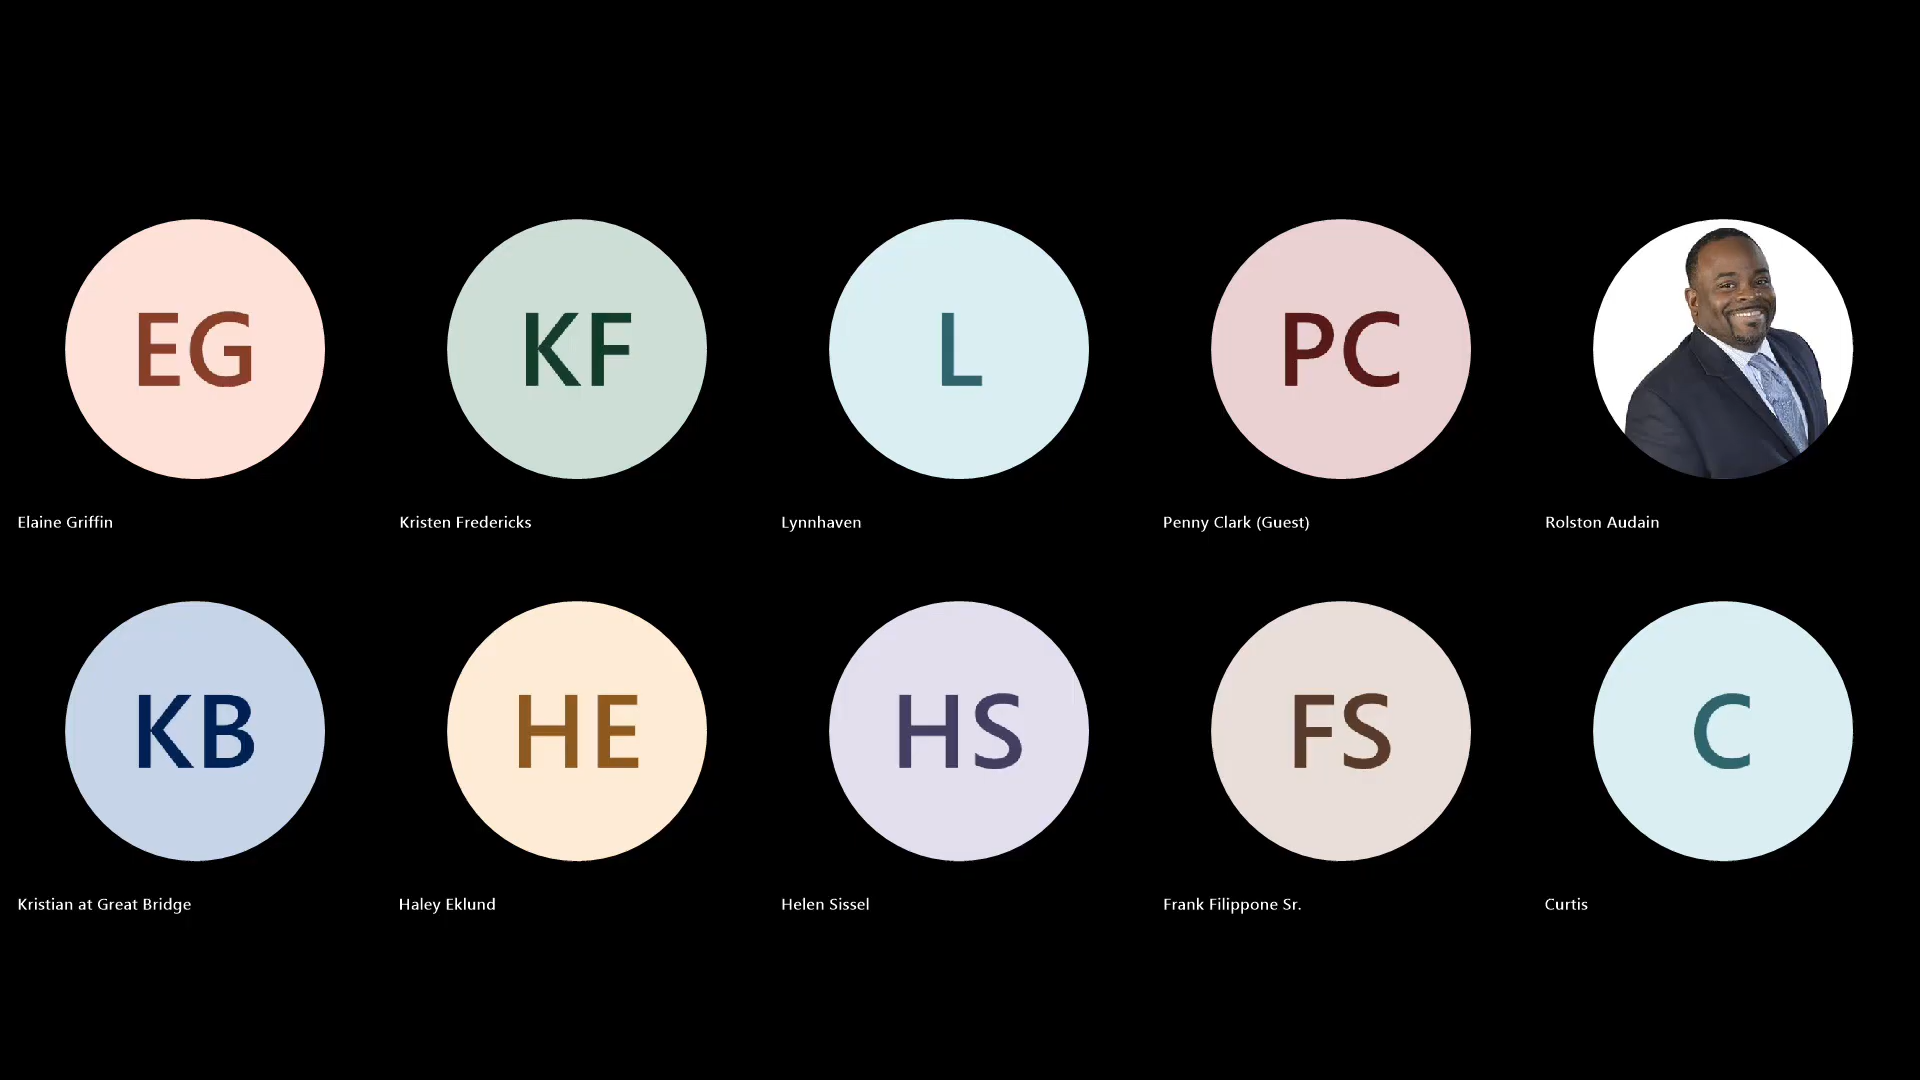 EG
KF
L
PC
Elaine Griffin
Kristen Fredericks
Lynnhaven
Penny Clark (Guest)
Rolston Audain
KB
HE
HS
FS
C
Kristian at Great Bridge
Haley Eklund
Helen Sissel
Frank Filippone Sr.
Curtis